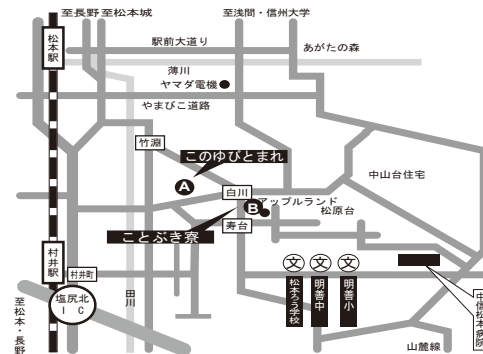 至長野
至松本城
至浅間・信州大学
松本駅
駅前大通り
あがたの森
薄川
ヤマダ電機
やまびこ道路
竹淵
このゆびとまれ
A
白川
中山台住宅
B
アップルランド
松原台
ことぶき寮
寿台
村井駅
村井町
田川
塩尻北
IC
至松本・長野
文
文
文
松本ろう学校
明善中
明善小
中信松本病院
山麓線